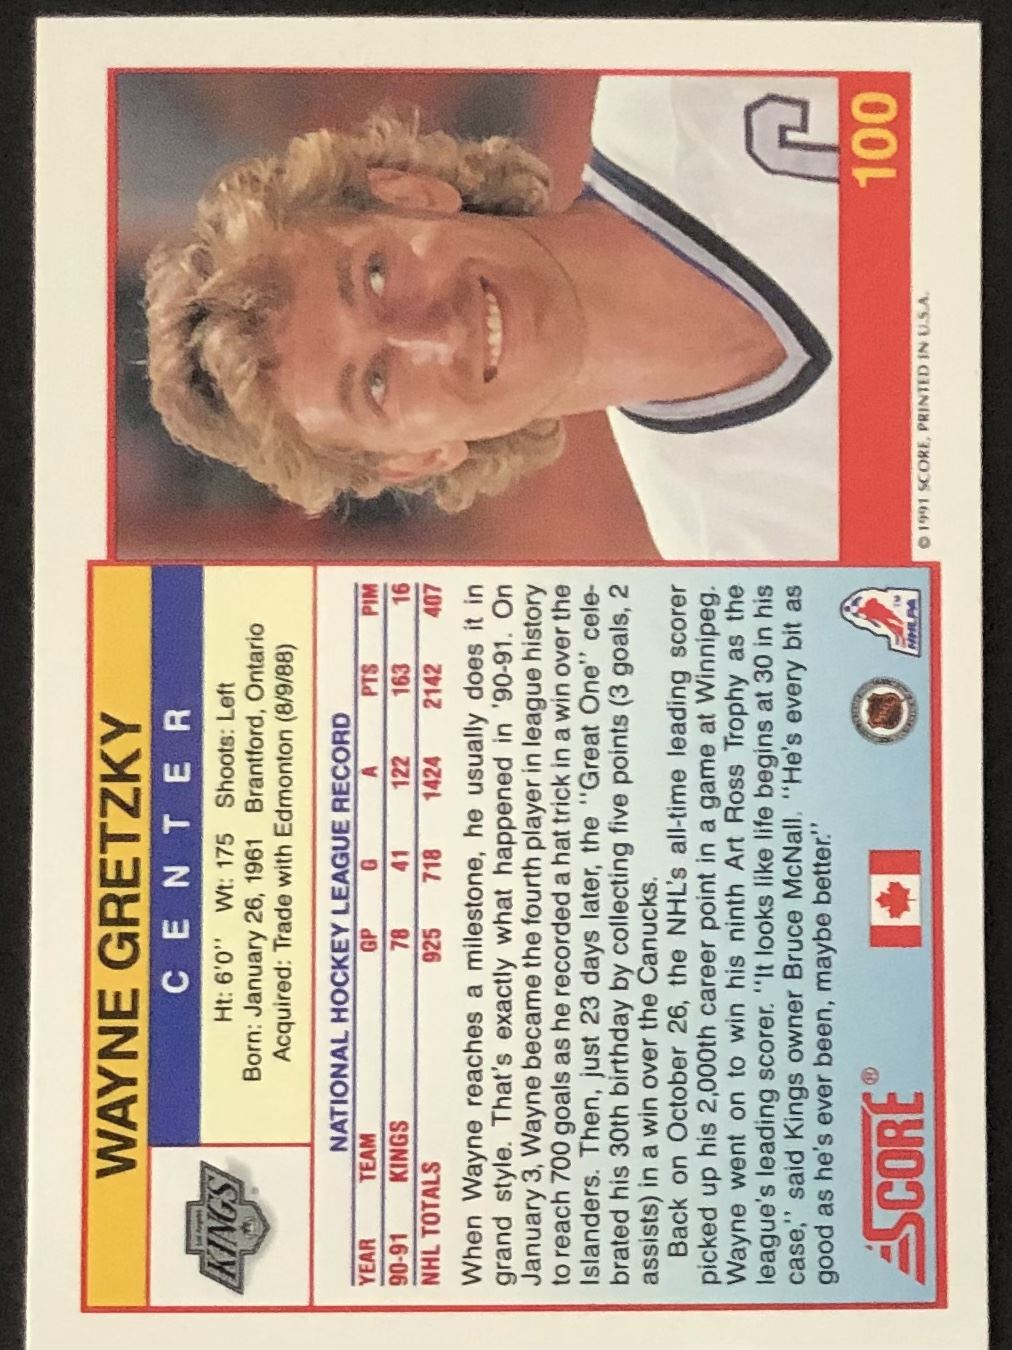 WAYNE GRETZKY
CENTER
Ht: 6'0" Wt: 175 Shoots: Left
Born: January 26, 1961 Brantford, Ontario
Acquired: Trade with Edmonton (8/9/88)
Los Angeles
KINGS
NATIONAL HOCKEY LEAGUE RECORD
YEAR TEAM GP G A PTS PIM
90-91 KINGS 78 41 122 163 16
NHL TOTALS 925 718 1424 2142 407
When Wayne reaches a milestone, he usually does it in
grand style. That's exactly what happened in '90-91. On
January 3, Wayne became the fourth player in league history
to reach 700 goals as he recorded a hat trick in a win over the
Islanders. Then, just 23 days later, the "Great One" cele-
brated his 30th birthday by collecting five points (3 goals, 2
assists) in a win over the Canucks.
Back on October 26, the NHL's all-time leading scorer
picked up his 2,000th career point in a game at Winnipeg.
Wayne went on to win his ninth Art Ross Trophy as the
league's leading scorer. "It looks like life begins at 30 in his
case," said Kings owner Bruce McNall. "He's every bit as
good as he's ever been, maybe better."
SCORE®
NHLPA
TM
C
100
© 1991 SCORE, PRINTED IN U.S.A.